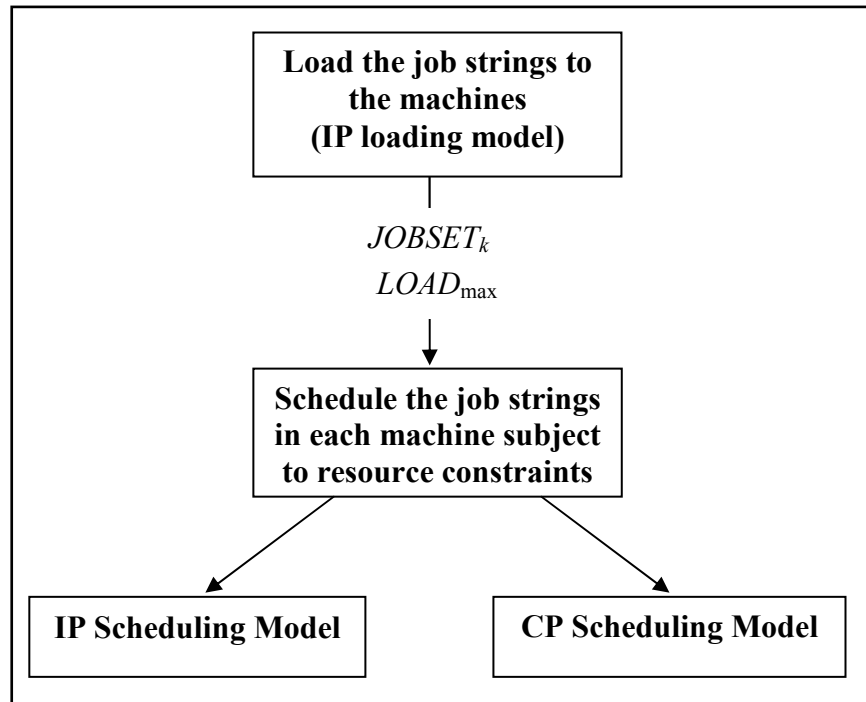 Load the job strings to
the machines
(IP loading model)
JOBSETk
LOADmax
Schedule the job strings
in each machine subject
to resource constraints
IP Scheduling Model
CP Scheduling Model